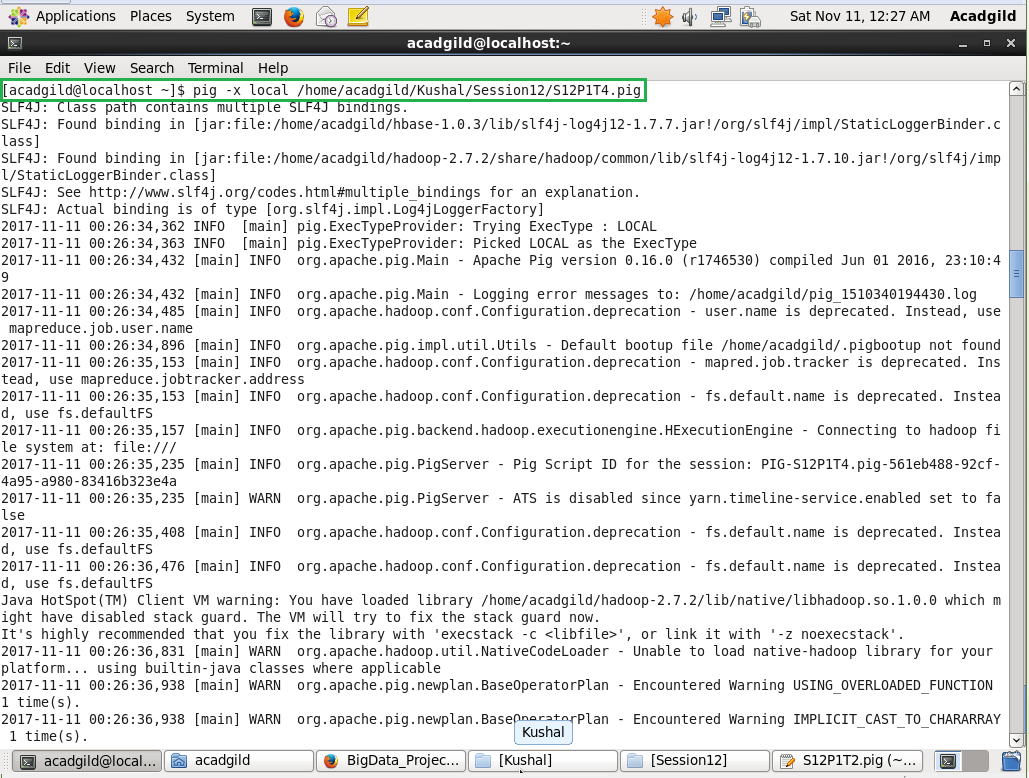 Applications Places System Sat Nov 11, 12:27 AM Acadgild
acadgild@localhost:~
File Edit View Search Terminal Help
[acadgild@localhost ~]$ pig -x local /home/acadgild/Kushal/Session12/S12P1T4.pig
SLF4J: Class path contains multiple SLF4J bindings.
SLF4J: Found binding in [jar:file:/home/acadgild/hbase-1.0.3/lib/slf4j-log4j12-1.7.7.jar!/org/slf4j/impl/StaticLoggerBinder.c
lass]
SLF4J: Found binding in [jar:file:/home/acadgild/hadoop-2.7.2/share/hadoop/common/lib/slf4j-log4j12-1.7.10.jar!/org/slf4j/imp
l/StaticLoggerBinder.class]
SLF4J: See http://www.slf4j.org/codes.html#multiple_bindings for an explanation.
SLF4J: Actual binding is of type [org.slf4j.impl.Log4jLoggerFactory]
2017-11-11 00:26:34,362 INFO  [main] pig.ExecTypeProvider: Trying ExecType : LOCAL
2017-11-11 00:26:34,363 INFO  [main] pig.ExecTypeProvider: Picked LOCAL as the ExecType
2017-11-11 00:26:34,432 [main] INFO  org.apache.pig.Main - Apache Pig version 0.16.0 (r1746530) compiled Jun 01 2016, 23:10:4
9
2017-11-11 00:26:34,432 [main] INFO  org.apache.pig.Main - Logging error messages to: /home/acadgild/pig_1510340194430.log
2017-11-11 00:26:34,485 [main] INFO  org.apache.hadoop.conf.Configuration.deprecation - user.name is deprecated. Instead, use
 mapreduce.job.user.name
2017-11-11 00:26:34,896 [main] INFO  org.apache.pig.impl.util.Utils - Default bootup file /home/acadgild/.pigbootup not found
2017-11-11 00:26:35,153 [main] INFO  org.apache.hadoop.conf.Configuration.deprecation - mapred.job.tracker is deprecated. Ins
tead, use mapreduce.jobtracker.address
2017-11-11 00:26:35,153 [main] INFO  org.apache.hadoop.conf.Configuration.deprecation - fs.default.name is deprecated. Instea
d, use fs.defaultFS
2017-11-11 00:26:35,157 [main] INFO  org.apache.pig.backend.hadoop.executionengine.HExecutionEngine - Connecting to hadoop fi
le system at: file:///
2017-11-11 00:26:35,235 [main] INFO  org.apache.pig.PigServer - Pig Script ID for the session: PIG-S12P1T4.pig-561eb488-92cf-
4a95-a980-83416b323e4a
2017-11-11 00:26:35,235 [main] WARN  org.apache.pig.PigServer - ATS is disabled since yarn.timeline-service.enabled set to fa
lse
2017-11-11 00:26:35,408 [main] INFO  org.apache.hadoop.conf.Configuration.deprecation - fs.default.name is deprecated. Instea
d, use fs.defaultFS
2017-11-11 00:26:36,476 [main] INFO  org.apache.hadoop.conf.Configuration.deprecation - fs.default.name is deprecated. Instea
d, use fs.defaultFS
Java HotSpot(TM) Client VM warning: You have loaded library /home/acadgild/hadoop-2.7.2/lib/native/libhadoop.so.1.0.0 which m
ight have disabled stack guard. The VM will try to fix the stack guard now.
It's highly recommended that you fix the library with 'execstack -c <libfile>', or link it with '-z noexecstack'.
2017-11-11 00:26:36,831 [main] WARN  org.apache.hadoop.util.NativeCodeLoader - Unable to load native-hadoop library for your
platform... using builtin-java classes where applicable
2017-11-11 00:26:36,938 [main] WARN  org.apache.pig.newplan.BaseOperatorPlan - Encountered Warning USING_OVERLOADED_FUNCTION
1 time(s).
2017-11-11 00:26:36,938 [main] WARN  org.apache.pig.newplan.BaseOperatorPlan - Encountered Warning IMPLICIT_CAST_TO_CHARARRAY
 1 time(s).
Kushal
acadgild@local... acadgild BigData_Projec... [Kushal] [Session12] S12P1T2.pig (~...